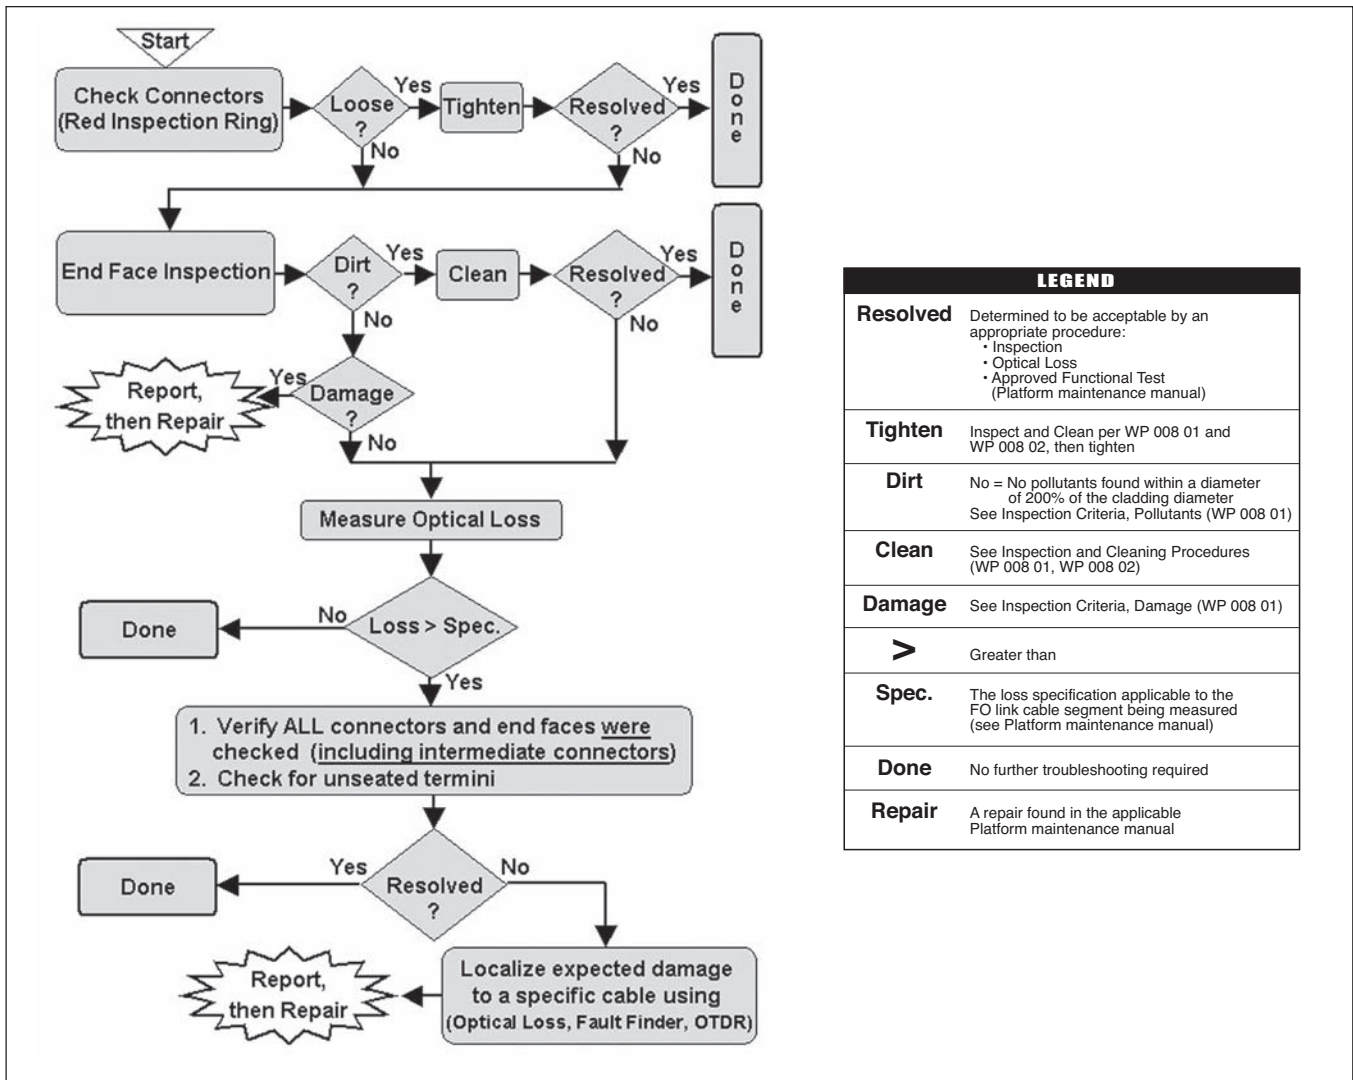 Start
Check Connectors
(Red Inspection Ring)
Loose
?
Yes
No
Tighten
Resolved
?
Yes
No
Done
End Face Inspection
Dirt
?
Yes
No
Clean
Resolved
?
Yes
No
Done
Damage
?
Yes
No
Report,
then Repair
Measure Optical Loss
Loss > Spec.
No
Yes
Done
1. Verify ALL connectors and end faces were
checked (including intermediate connectors)
2. Check for unseated termini
Resolved
?
Yes
No
Done
Localize expected damage
to a specific cable using
(Optical Loss, Fault Finder, OTDR)
Report,
then Repair
LEGEND
Resolved Determined to be acceptable by an
appropriate procedure:
• Inspection
• Optical Loss
• Approved Functional Test
(Platform maintenance manual)
Tighten Inspect and Clean per WP 008 01 and
WP 008 02, then tighten
Dirt No = No pollutants found within a diameter
of 200% of the cladding diameter
See Inspection Criteria, Pollutants (WP 008 01)
Clean See Inspection and Cleaning Procedures
(WP 008 01, WP 008 02)
Damage See Inspection Criteria, Damage (WP 008 01)
> Greater than
Spec. The loss specification applicable to the
FO link cable segment being measured
(see Platform maintenance manual)
Done No further troubleshooting required
Repair A repair found in the applicable
Platform maintenance manual